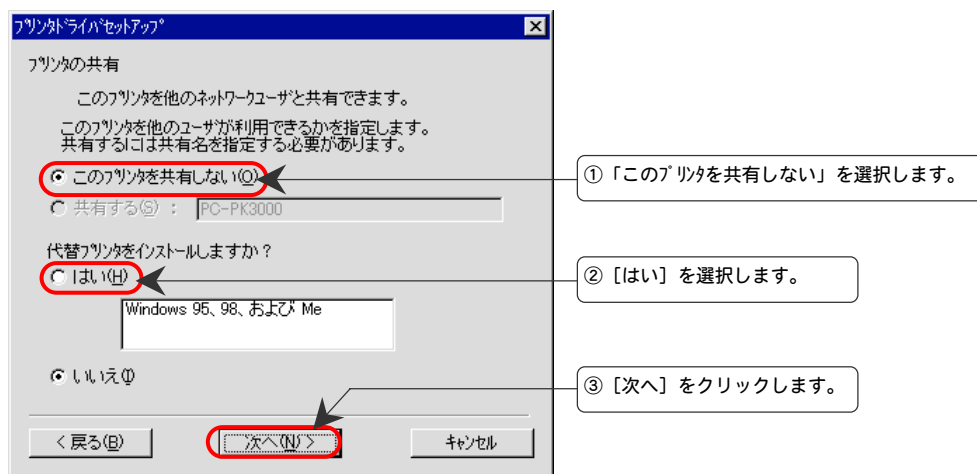 ﾌﾟﾘﾝﾀﾄﾞﾗｲﾊﾞｾｯﾄｱｯﾌﾟ
ﾌﾟﾘﾝﾀの共有
このﾌﾟﾘﾝﾀを他のﾈｯﾄﾜｰｸﾕｰｻﾞと共有できます。
このﾌﾟﾘﾝﾀを他のﾕｰｻﾞが利用できるかを指定します。
共有するには共有名を指定する必要があります。
このﾌﾟﾘﾝﾀを共有しない(O)
①「このﾌﾟﾘﾝﾀを共有しない」を選択します。
共有する(S) : PC-PK3000
代替ﾌﾟﾘﾝﾀをｲﾝｽﾄｰﾙしますか?
はい(H)
②［はい］を選択します。
Windows 95、98、および Me
いいえ(I)
③［次へ］をクリックします。
< 戻る(B)
次へ(N) >
ｷｬﾝｾﾙ